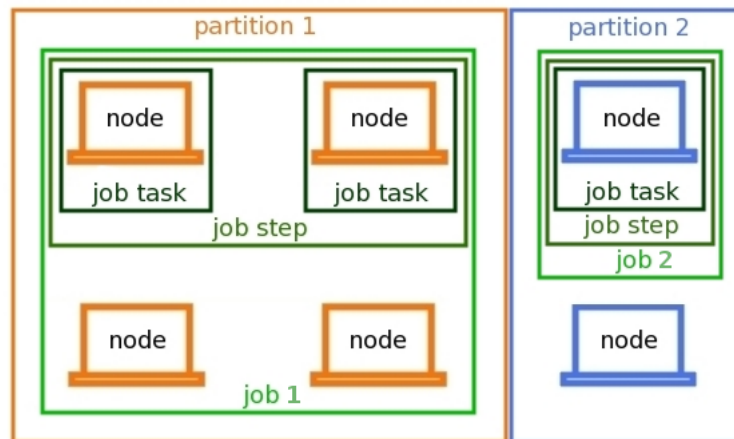 partition 1
node
node
job task
job task
job step
node
node
job 1
partition 2
node
job task
job step
job 2
node